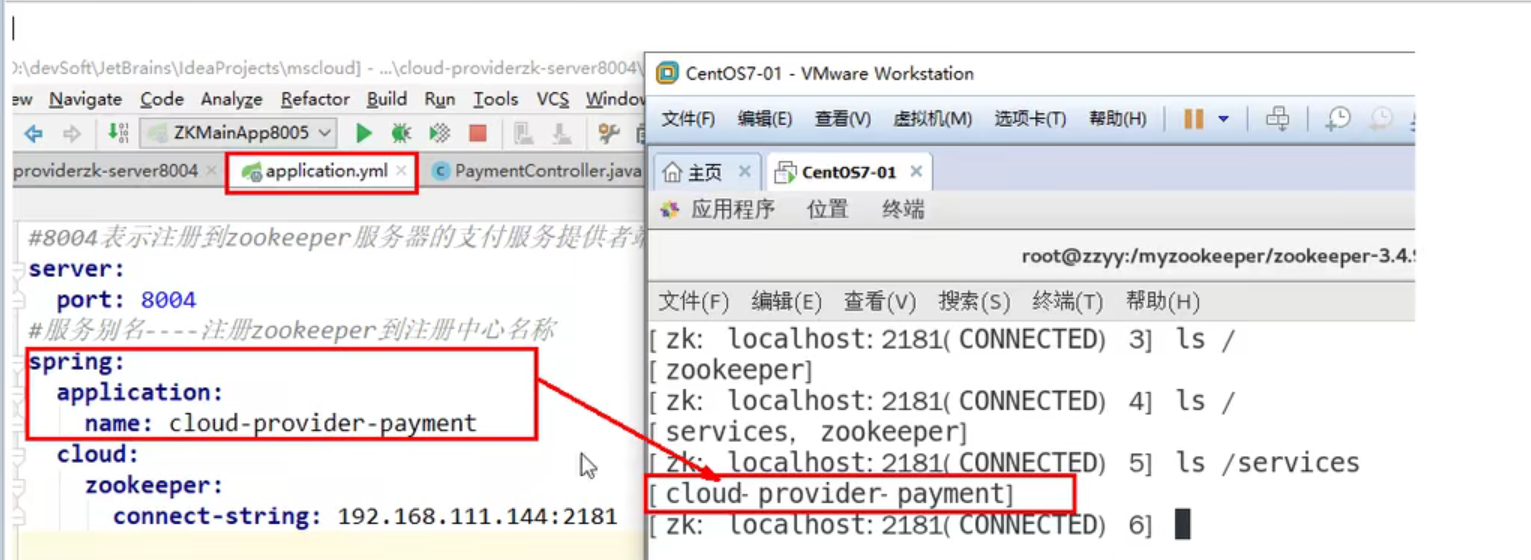 D:\devSoft\JetBrains\IdeaProjects\mscloud] - ...\cloud-providerzk-server8004\
ew Navigate Code Analyze Refactor Build Run Tools VCS Window
ZKMainApp8005
providerzk-server8004 application.yml PaymentController.java
#8004表示注册到zookeeper服务器的支付服务提供者端
server:
port: 8004
#服务别名----注册zookeeper到注册中心名称
spring:
application:
name: cloud-provider-payment
cloud:
zookeeper:
connect-string: 192.168.111.144:2181
CentOS7-01 - VMware Workstation
文件(F) 编辑(E) 查看(V) 虚拟机(M) 选项卡(T) 帮助(H)
主页 CentOS7-01
应用程序 位置 终端
root@zzyy:/myzookeeper/zookeeper-3.4.9
文件(F) 编辑(E) 查看(V) 搜索(S) 终端(T) 帮助(H)
[zk: localhost:2181(CONNECTED) 3] ls /
[zookeeper]
[zk: localhost:2181(CONNECTED) 4] ls /
[services, zookeeper]
[zk: localhost:2181(CONNECTED) 5] ls /services
[cloud-provider-payment]
[zk: localhost:2181(CONNECTED) 6]